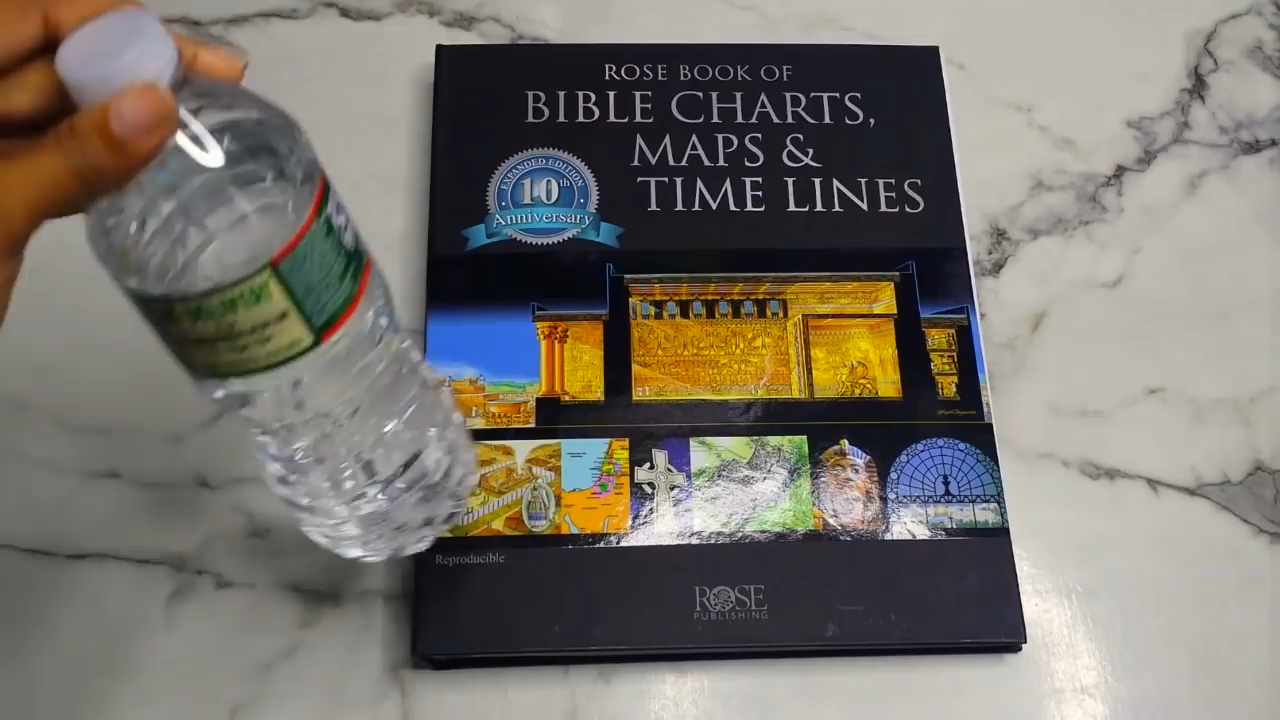 ROSE BOOK OF
BIBLE CHARTS,
MAPS &
TIME LINES
EXPANDED EDITION
10th
Anniversary
Reproducible
ROSE
PUBLISHING